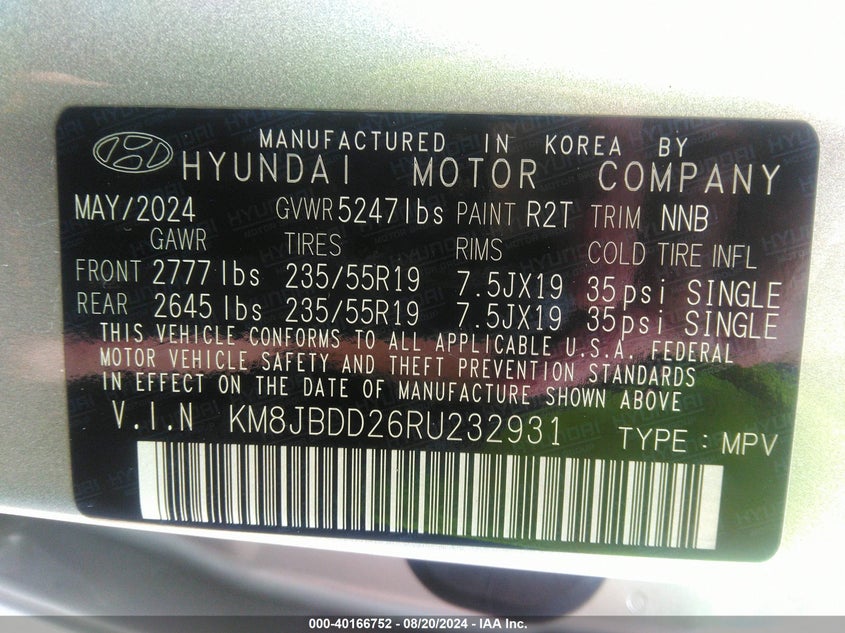 MANUFACTURED IN KOREA BY
HYUNDAI MOTOR COMPANY
MAY/2024 GVWR 5247lbs PAINT R2T TRIM NNB
GAWR TIRES RIMS COLD TIRE INFL
FRONT 2777lbs 235/55R19 7.5JX19 35psi SINGLE
REAR 2645lbs 235/55R19 7.5JX19 35psi SINGLE
THIS VEHICLE CONFORMS TO ALL APPLICABLE U.S.A. FEDERAL
MOTOR VEHICLE SAFETY AND THEFT PREVENTION STANDARDS
IN EFFECT ON THE DATE OF MANUFACTURE SHOWN ABOVE
V.I.N KM8JBDD26RU232931 TYPE : MPV
000-40166752 - 08/20/2024 - IAA Inc.